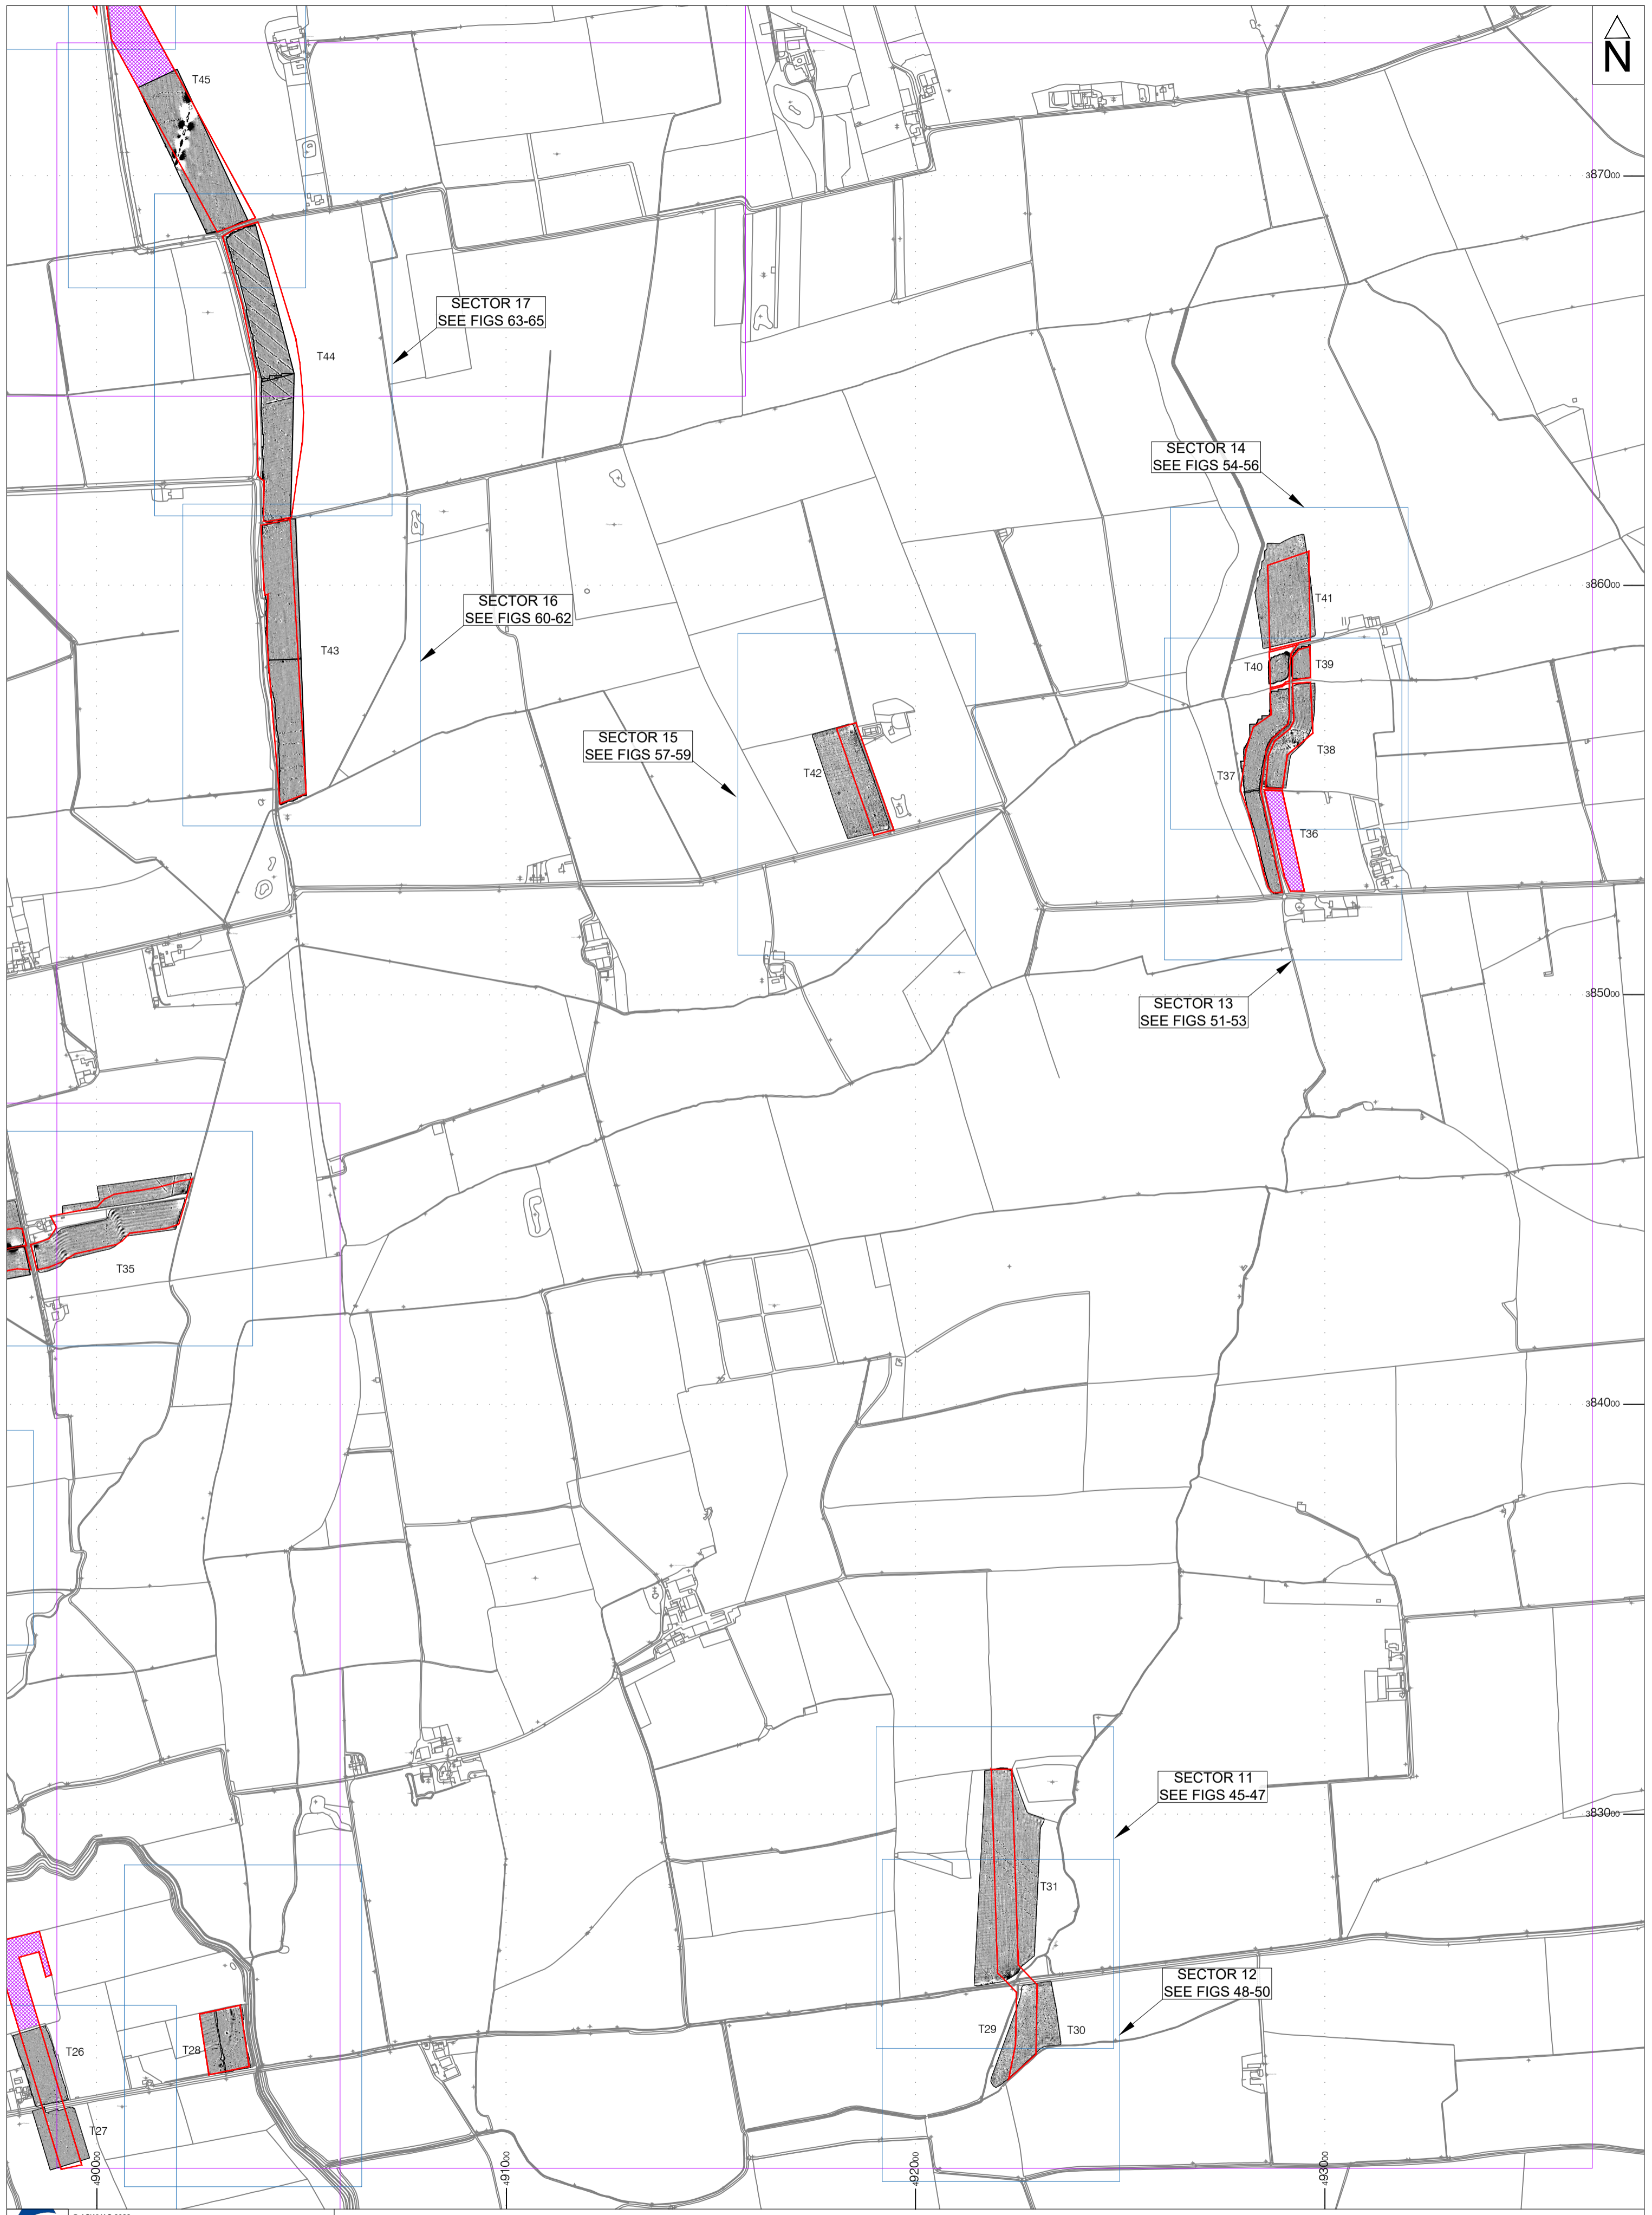 N
T45
387000
SECTOR 17
SEE FIGS 63-65
T44
SECTOR 14
SEE FIGS 54-56
386000
SECTOR 16
SEE FIGS 60-62
T41
T43
T40
T39
SECTOR 15
SEE FIGS 57-59
T42
T38
T37
T36
385000
SECTOR 13
SEE FIGS 51-53
T35
384000
SECTOR 11
SEE FIGS 45-47
383000
T31
SECTOR 12
SEE FIGS 48-50
T29
T30
T26
T28
T27
490000
491000
492000
493000